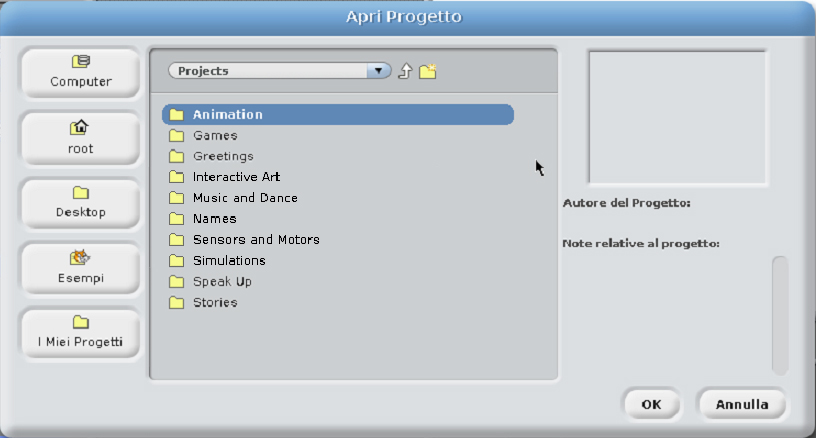 Apri Progetto
Computer
root
Desktop
Esempi
I Miei Progetti
Projects
Animation
Games
Greetings
Interactive Art
Music and Dance
Names
Sensors and Motors
Simulations
Speak Up
Stories
Autore del Progetto:
Note relative al progetto:
OK
Annulla